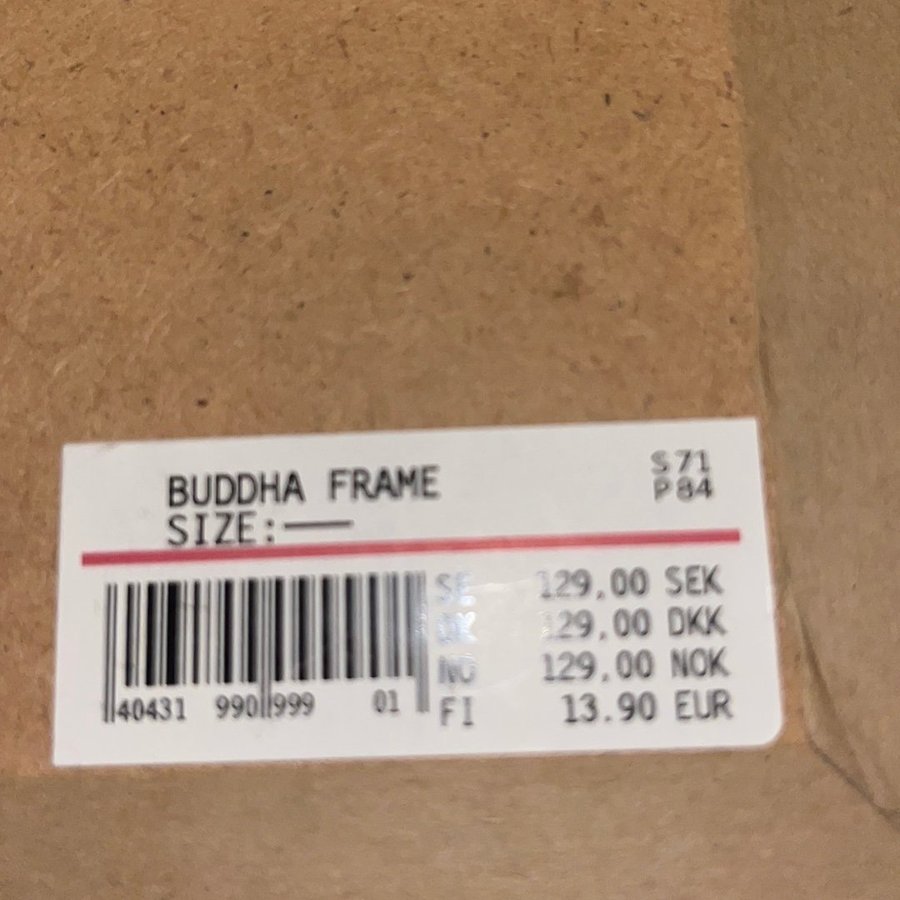 BUDDHA FRAME
S71
SIZE:——
P84
SE 129,00 SEK
DK 129,00 DKK
NO 129.00 NOK
FI 13.90 EUR
40431 990 999 01